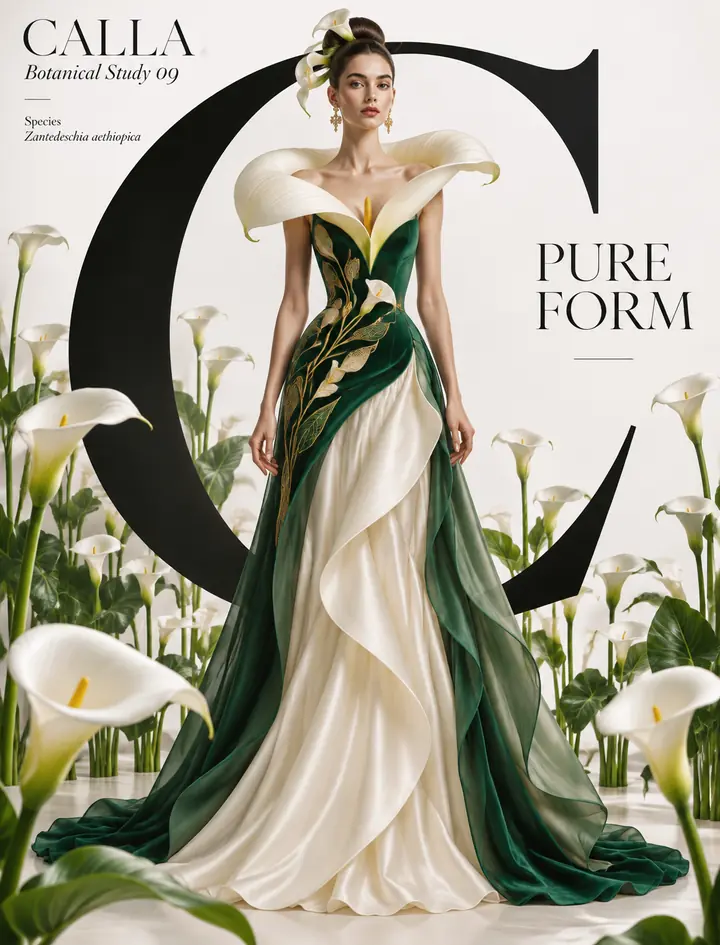 CALLA
Botanical Study 09
Species
Zantedeschia aethiopica
C
PURE
FORM